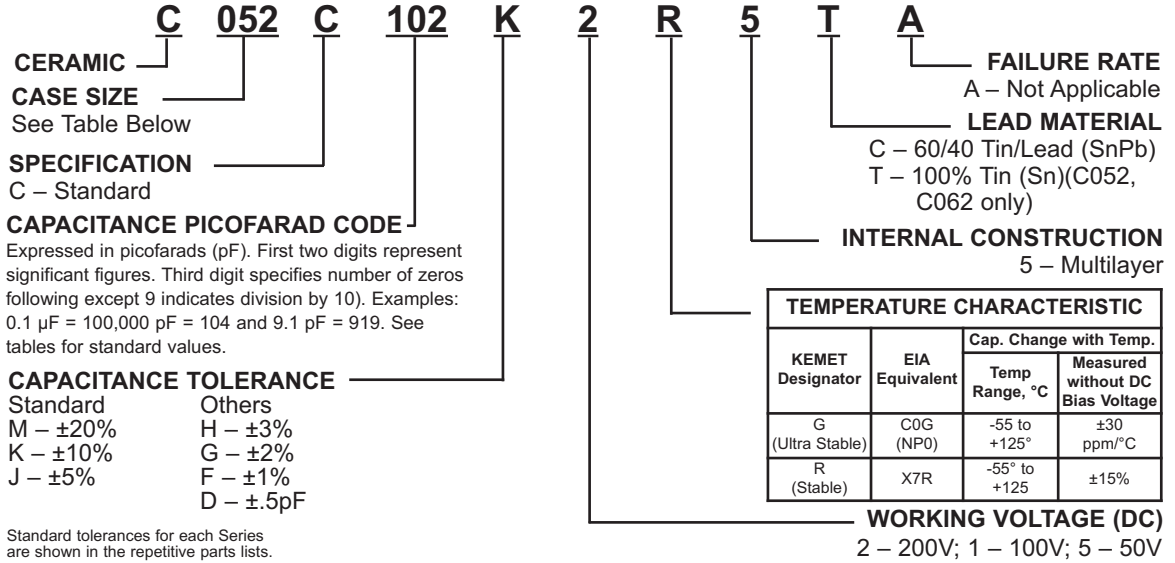 C 052 C 102 K 2 R 5 T A
CERAMIC
CASE SIZE
See Table Below
SPECIFICATION
C – Standard
CAPACITANCE PICOFARAD CODE
Expressed in picofarads (pF). First two digits represent
significant figures. Third digit specifies number of zeros
following except 9 indicates division by 10). Examples:
0.1 µF = 100,000 pF = 104 and 9.1 pF = 919. See
tables for standard values.
CAPACITANCE TOLERANCE
Standard Others
M – ±20% H – ±3%
K – ±10% G – ±2%
J – ±5% F – ±1%
D – ±.5pF
Standard tolerances for each Series
are shown in the repetitive parts lists.
FAILURE RATE
A – Not Applicable
LEAD MATERIAL
C – 60/40 Tin/Lead (SnPb)
T – 100% Tin (Sn)(C052,
C062 only)
INTERNAL CONSTRUCTION
5 – Multilayer
TEMPERATURE CHARACTERISTIC
KEMET
Designator
EIA
Equivalent
Cap. Change with Temp.
Temp
Range, °C
Measured
without DC
Bias Voltage
G
(Ultra Stable)
C0G
(NP0)
-55 to
+125°
±30
ppm/°C
R
(Stable)
X7R
-55° to
+125
±15%
WORKING VOLTAGE (DC)
2 – 200V; 1 – 100V; 5 – 50V